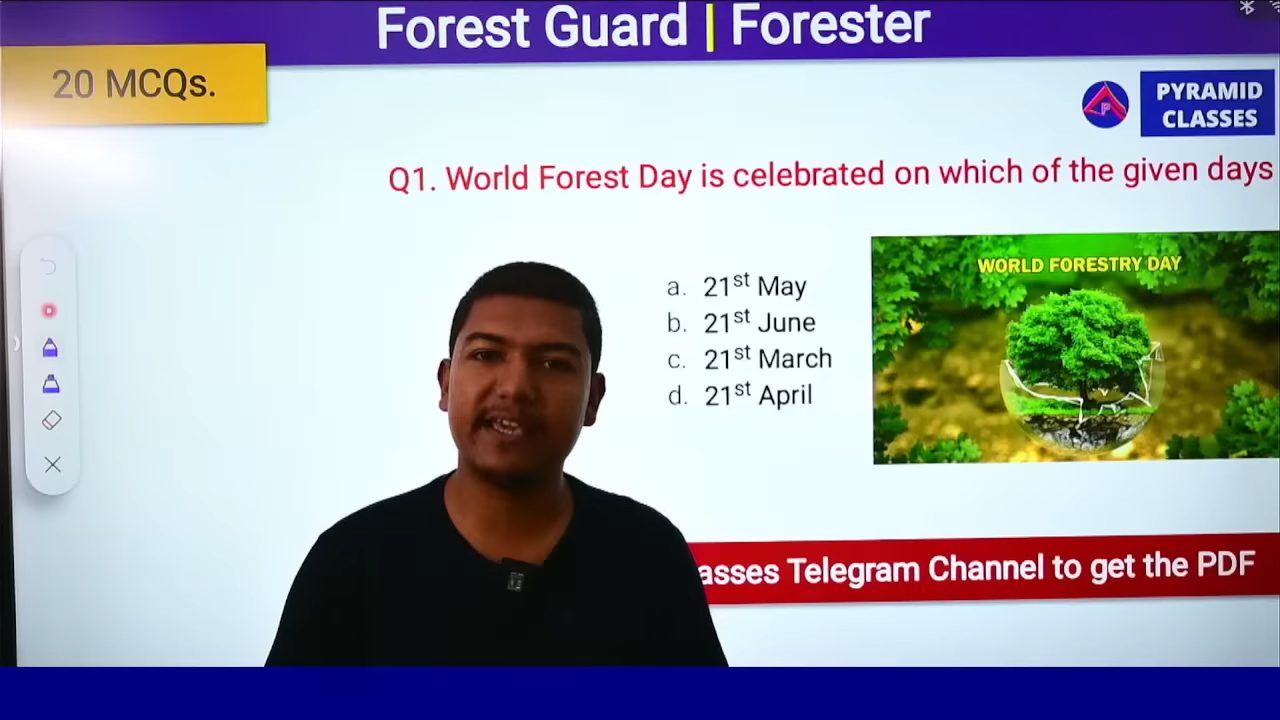 Forest Guard | Forester
20 MCQs.
PYRAMID
CLASSES
Q1. World Forest Day is celebrated on which of the given days
WORLD FORESTRY DAY
a. 21st May
b. 21st June
c. 21st March
d. 21st April
Telegram Channel to get the PDF